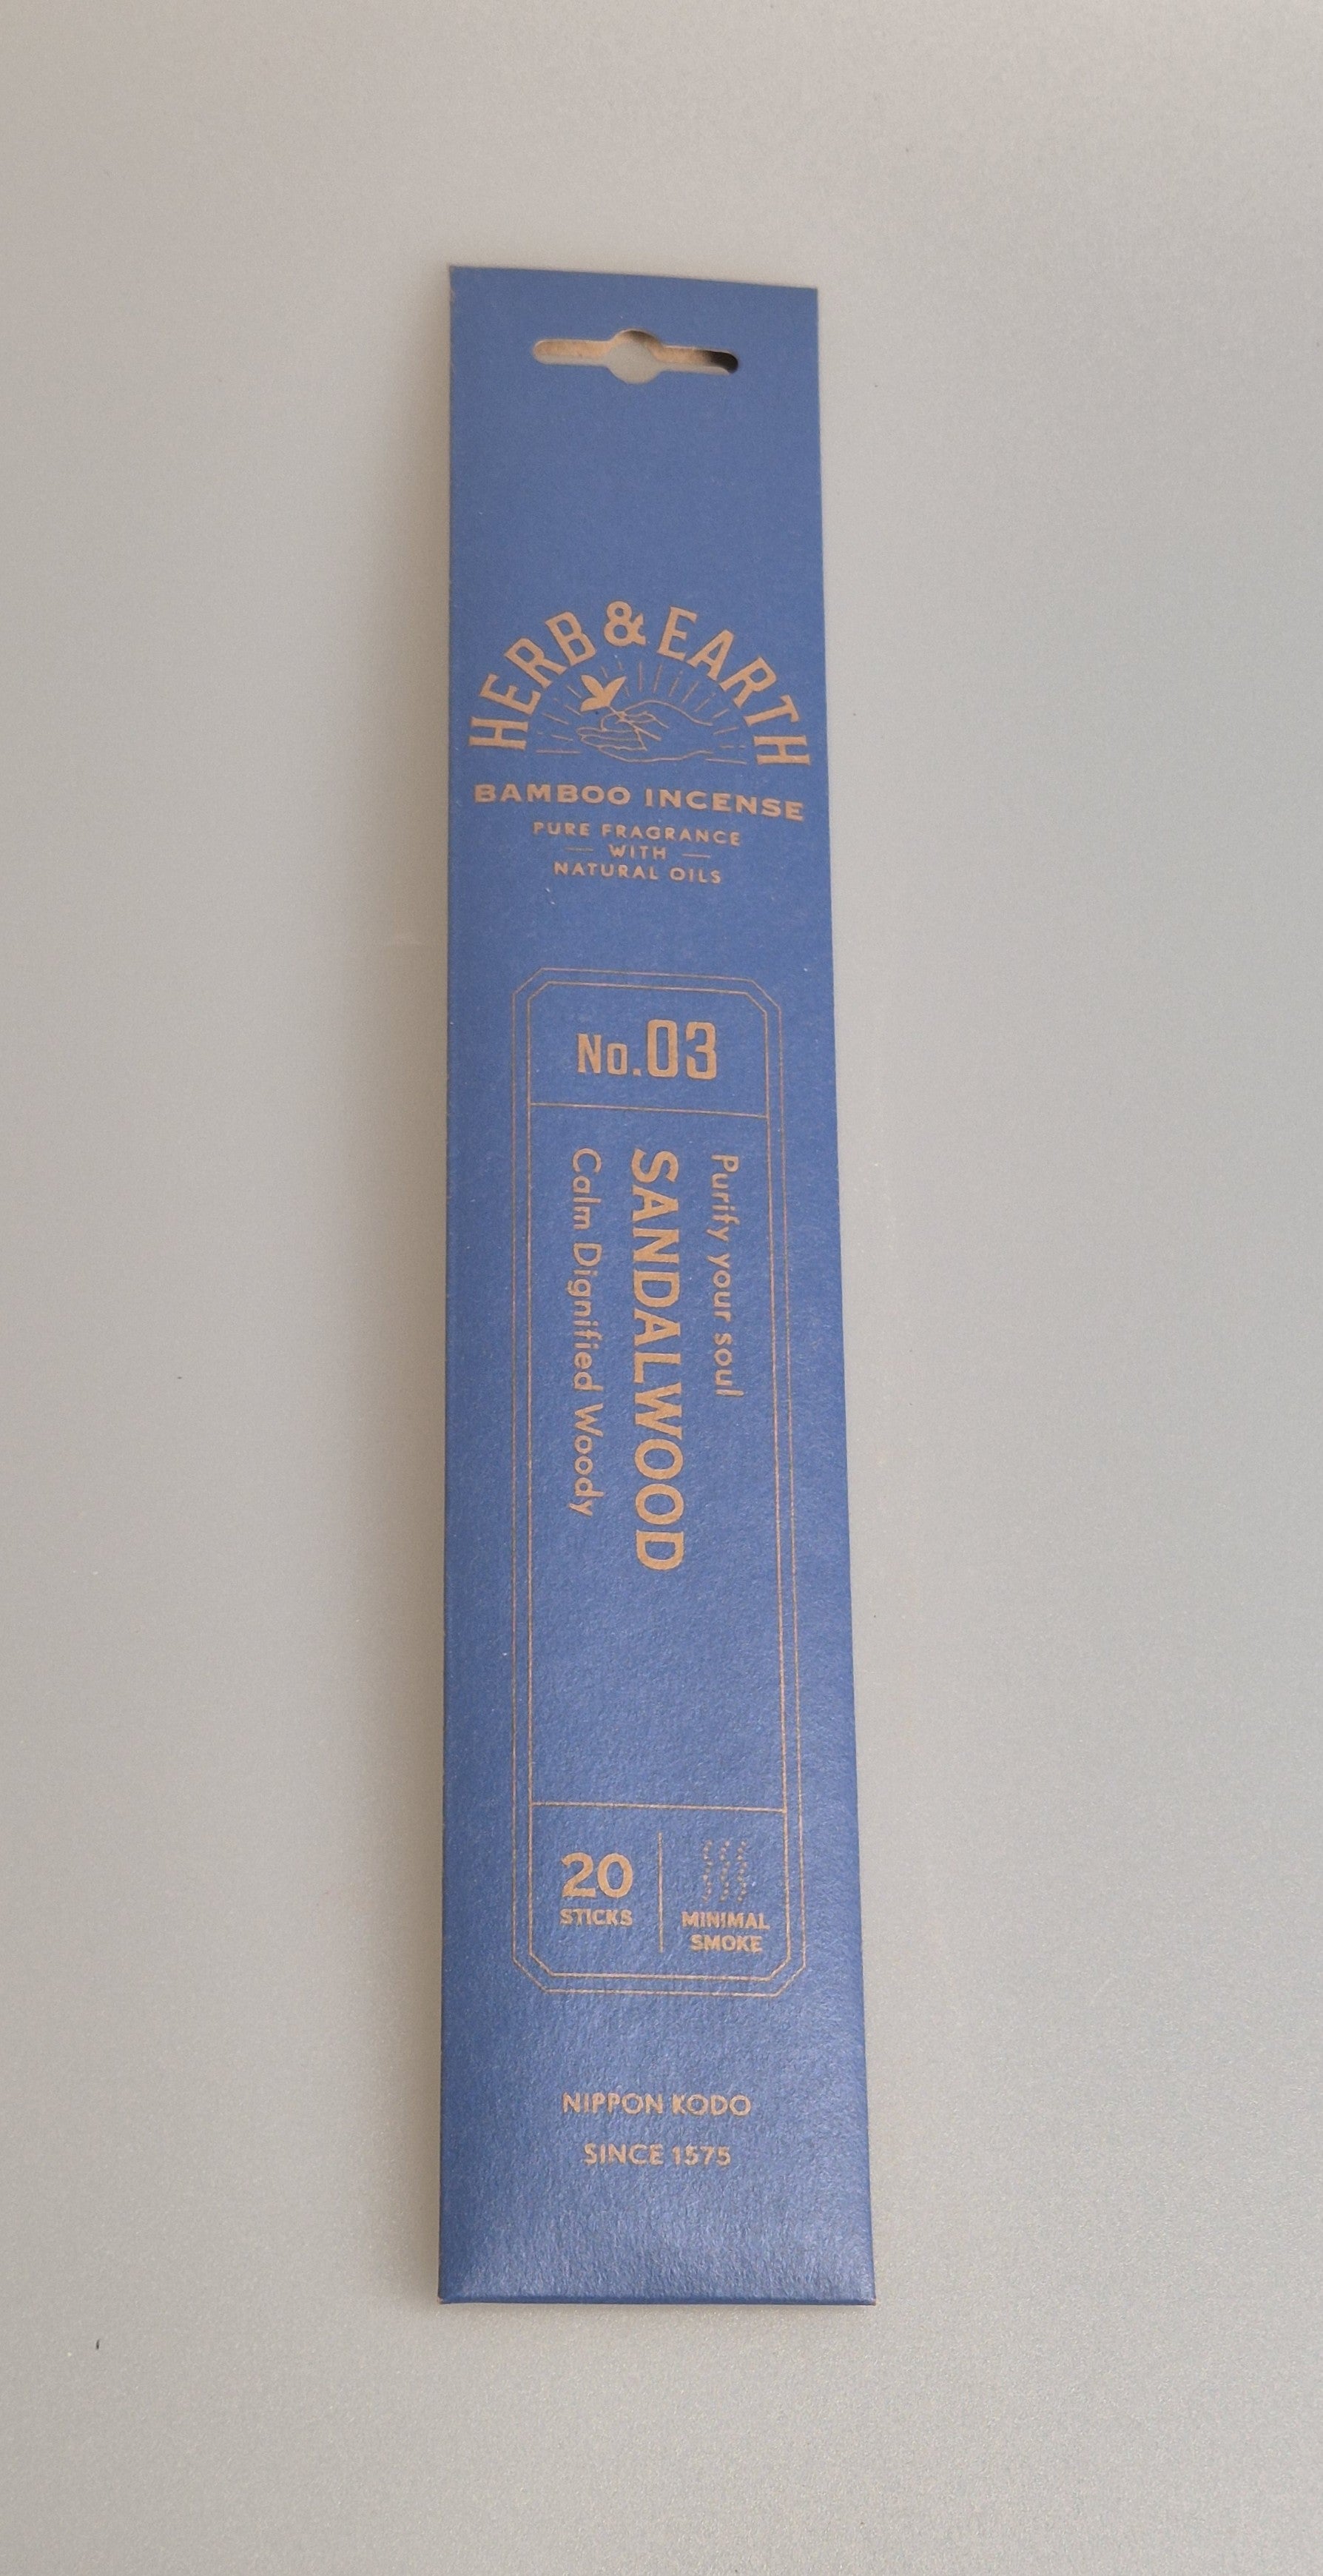 HERB & EARTH
BAMBOO INCENSE
PURE FRAGRANCE
WITH
NATURAL OILS
No.03
Purify your soul
SANDALWOOD
Calm Dignified Woody
20
STICKS
MINIMAL
SMOKE
NIPPON KODO
SINCE 1575